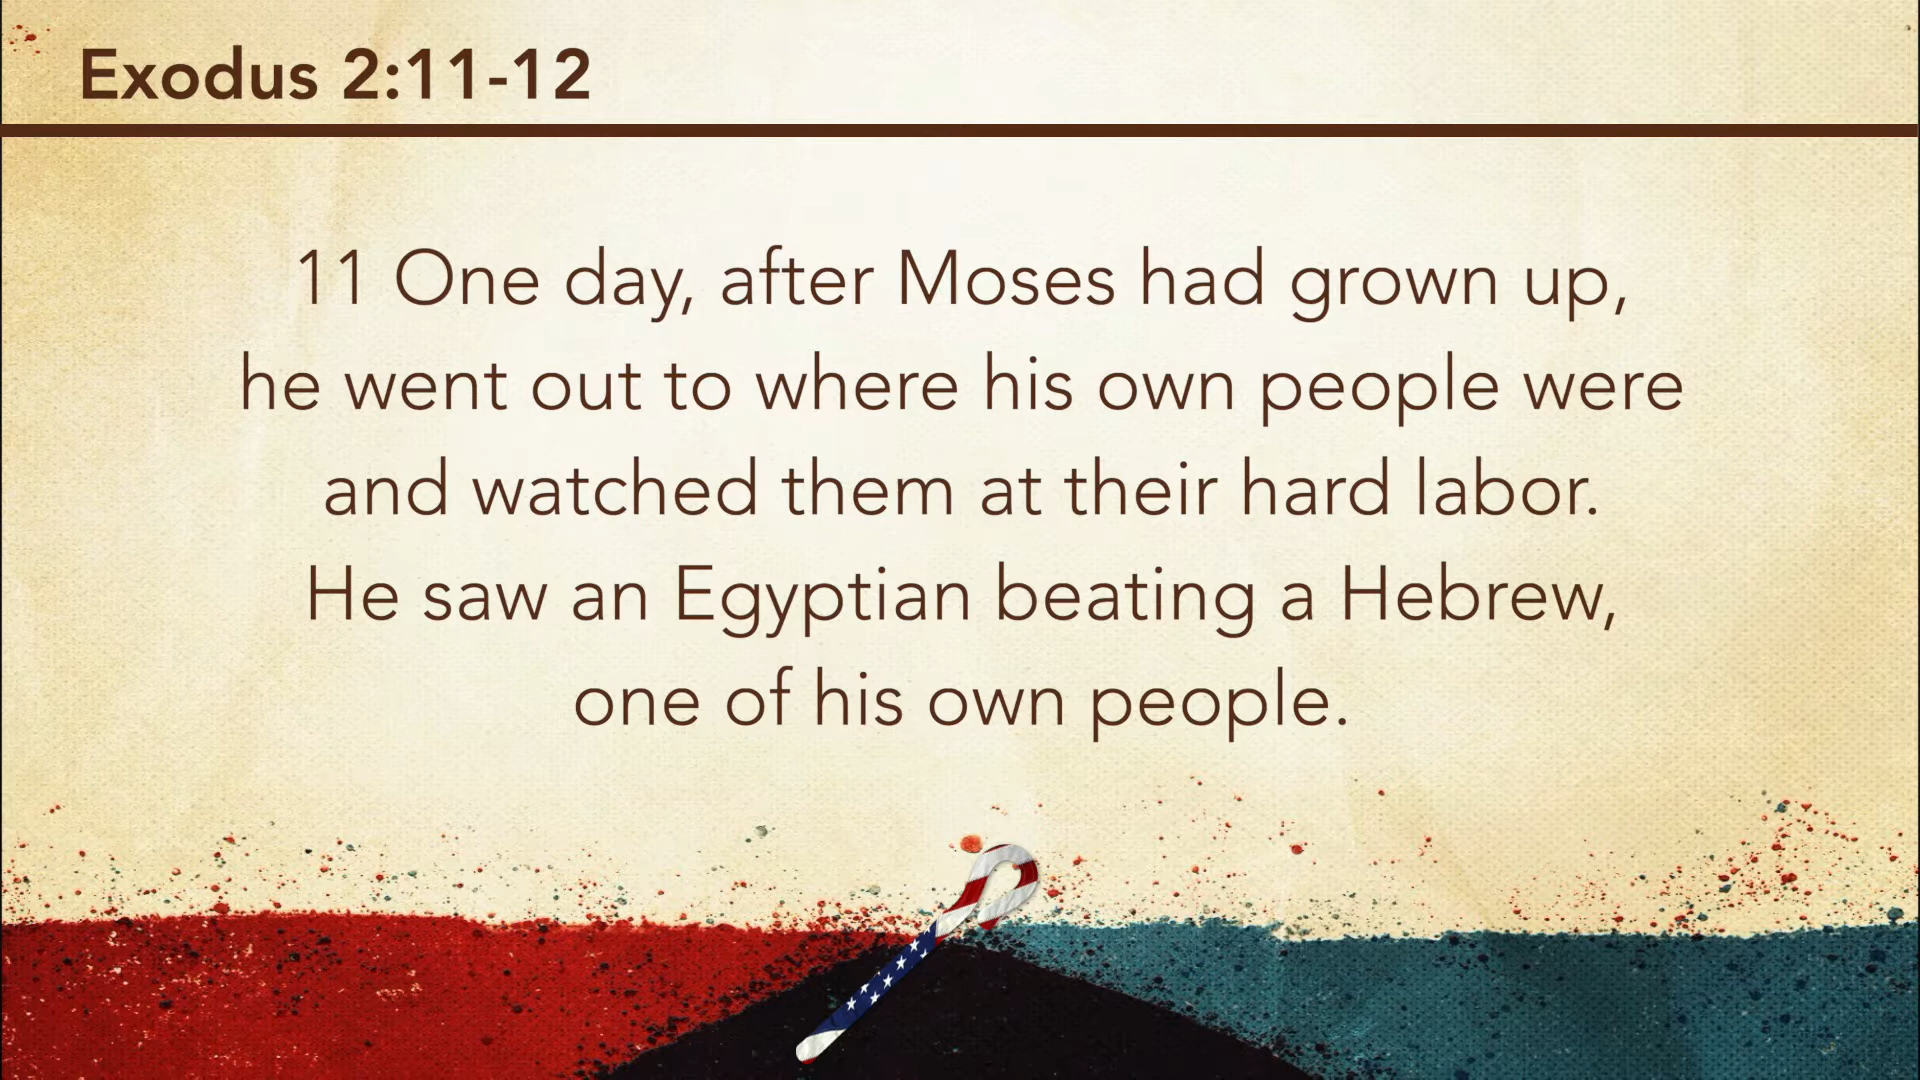 Exodus 2:11-12
11 One day, after Moses had grown up,
he went out to where his own people were
and watched them at their hard labor.
He saw an Egyptian beating a Hebrew,
one of his own people.